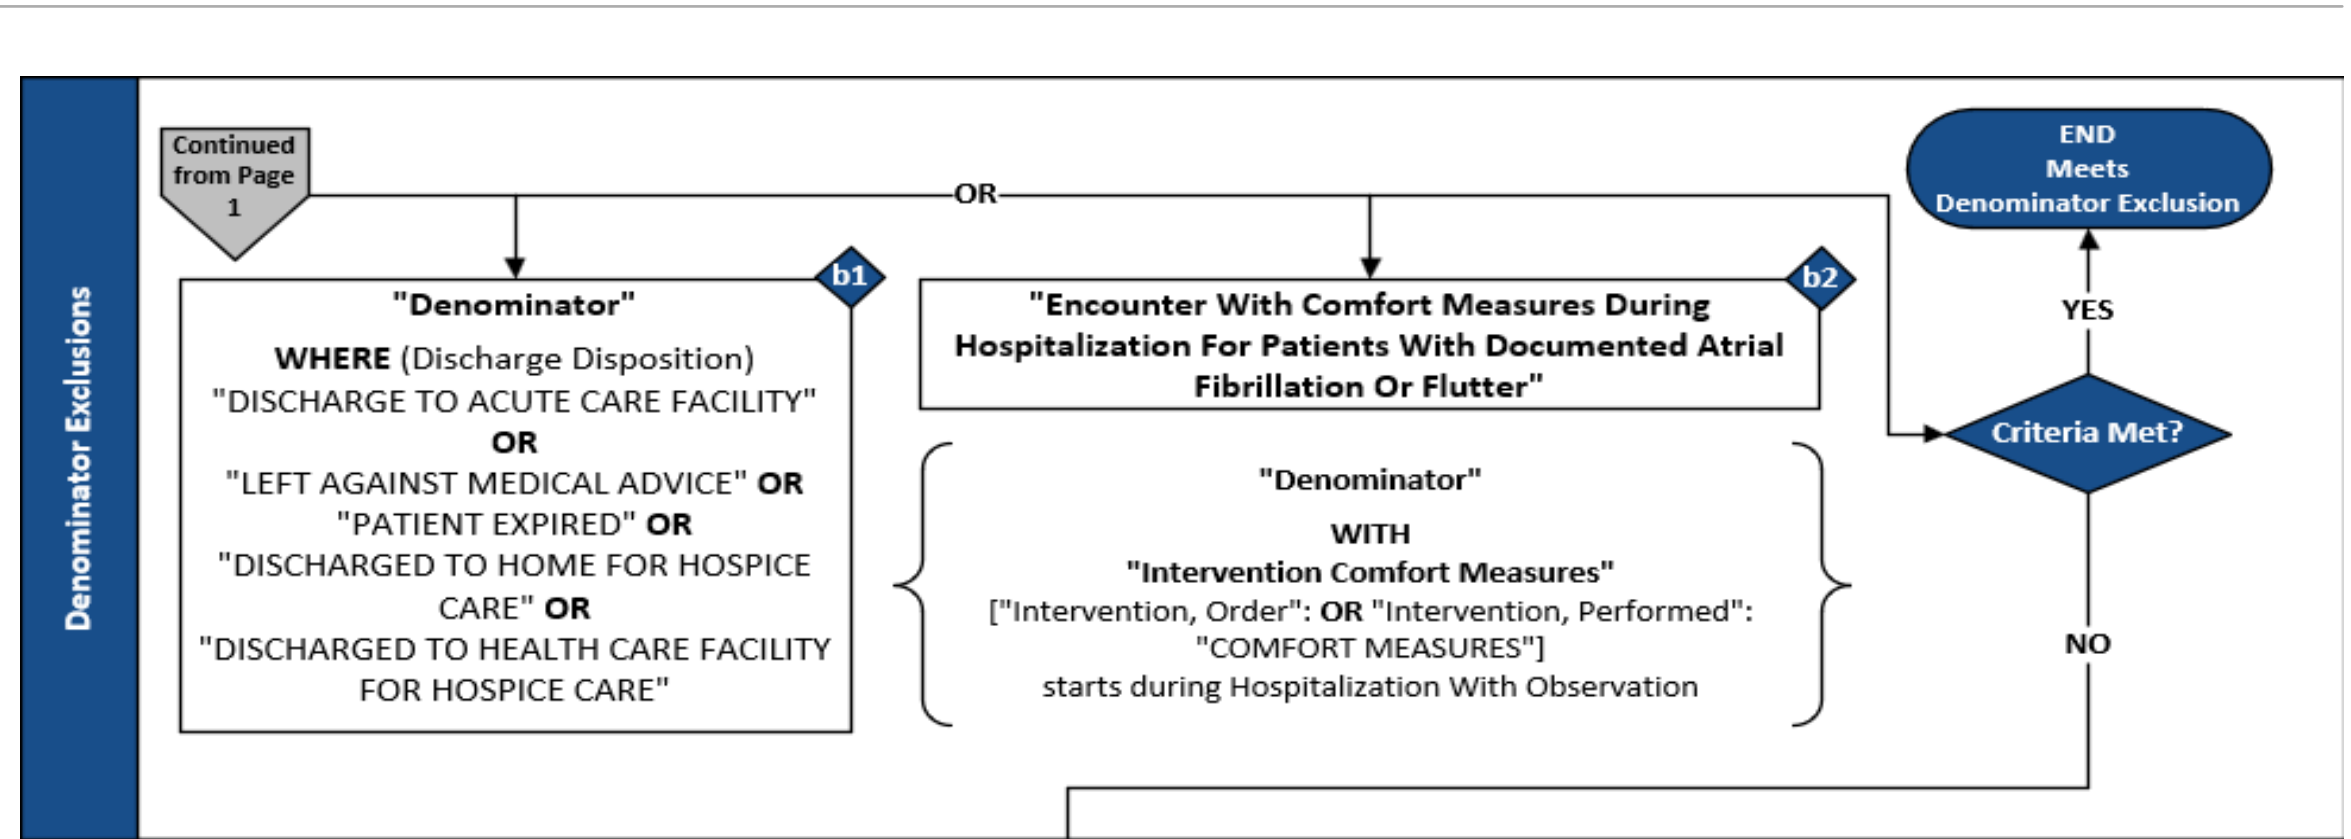 Denominator Exclusions
Continued
from Page
1
OR
END
Meets
Denominator Exclusion
b1
"Denominator"
WHERE (Discharge Disposition)
"DISCHARGE TO ACUTE CARE FACILITY"
OR
"LEFT AGAINST MEDICAL ADVICE" OR
"PATIENT EXPIRED" OR
"DISCHARGED TO HOME FOR HOSPICE
CARE" OR
"DISCHARGED TO HEALTH CARE FACILITY
FOR HOSPICE CARE"
b2
"Encounter With Comfort Measures During
Hospitalization For Patients With Documented Atrial
Fibrillation Or Flutter"
"Denominator"
WITH
"Intervention Comfort Measures"
["Intervention, Order": OR "Intervention, Performed":
"COMFORT MEASURES"]
starts during Hospitalization With Observation
YES
Criteria Met?
NO